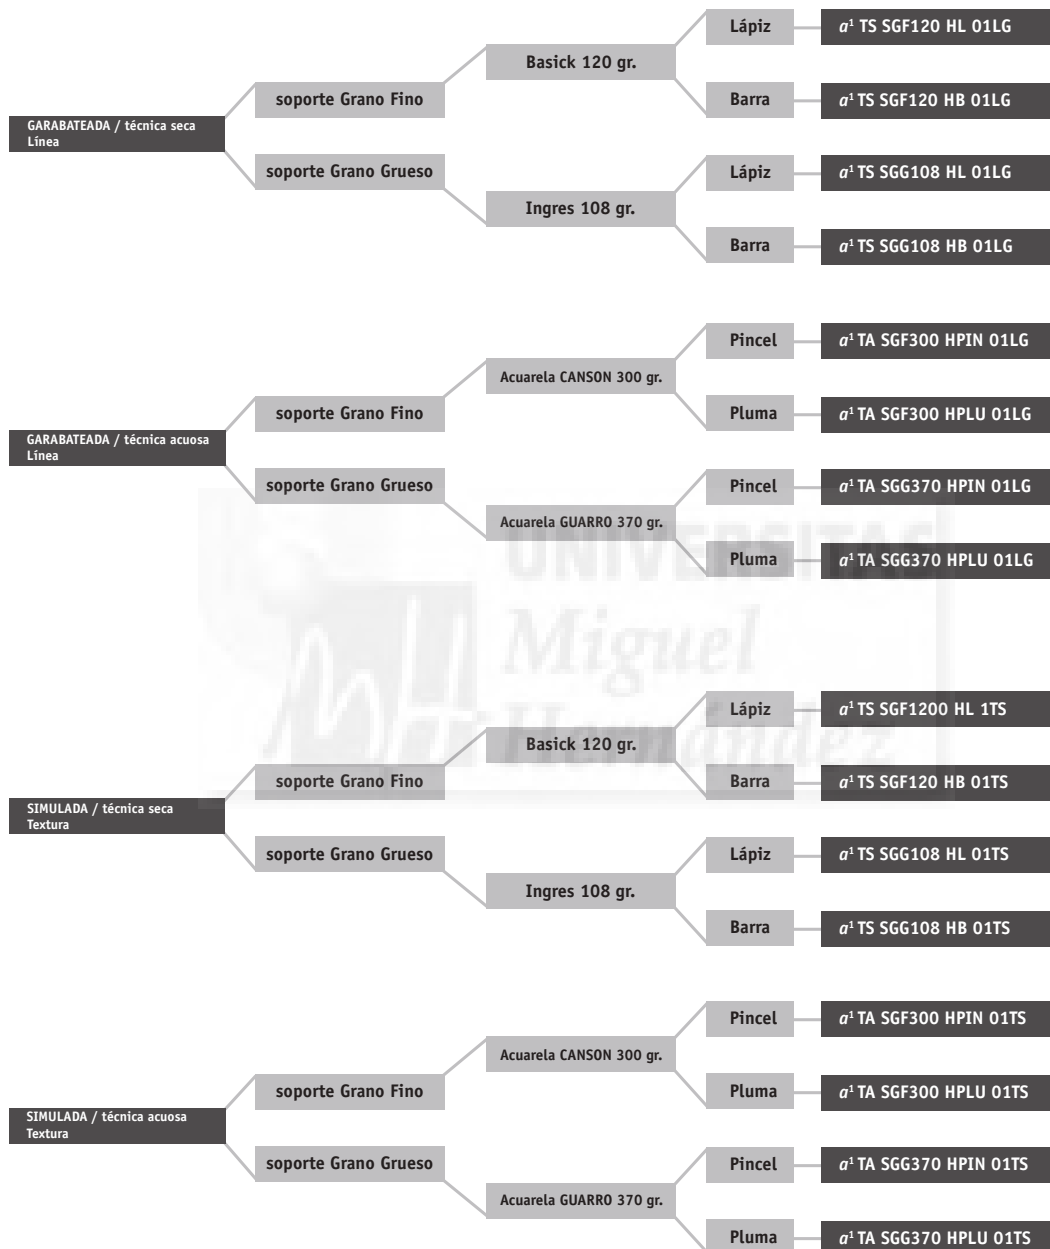 GARABATEADA / técnica seca
Línea
soporte Grano Fino
soporte Grano Grueso
Basick 120 gr.
Ingres 108 gr.
Lápiz
a¹ TS SGF120 HL 01LG
Barra
a¹ TS SGF120 HB 01LG
Lápiz
a¹ TS SGG108 HL 01LG
Barra
a¹ TS SGG108 HB 01LG
GARABATEADA / técnica acuosa
Línea
soporte Grano Fino
soporte Grano Grueso
Acuarela CANSON 300 gr.
Acuarela GUARRO 370 gr.
Pincel
a¹ TA SGF300 HPIN 01LG
Pluma
a¹ TA SGF300 HPLU 01LG
Pincel
a¹ TA SGG370 HPIN 01LG
Pluma
a¹ TA SGG370 HPLU 01LG
UNIVERSITAS
Miguel
Hernández
SIMULADA / técnica seca
Textura
soporte Grano Fino
soporte Grano Grueso
Basick 120 gr.
Ingres 108 gr.
Lápiz
a¹ TS SGF1200 HL 1TS
Barra
a¹ TS SGF120 HB 01TS
Lápiz
a¹ TS SGG108 HL 01TS
Barra
a¹ TS SGG108 HB 01TS
SIMULADA / técnica acuosa
Textura
soporte Grano Fino
soporte Grano Grueso
Acuarela CANSON 300 gr.
Acuarela GUARRO 370 gr.
Pincel
a¹ TA SGF300 HPIN 01TS
Pluma
a¹ TA SGF300 HPLU 01TS
Pincel
a¹ TA SGG370 HPIN 01TS
Pluma
a¹ TA SGG370 HPLU 01TS